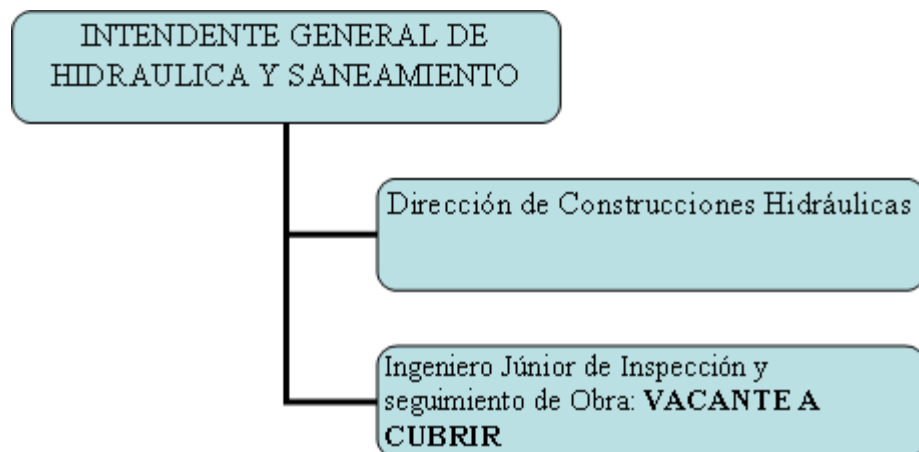 INTENDENTE GENERAL DE
HIDRAULICA Y SANEAMIENTO
Dirección de Construcciones Hidráulicas
Ingeniero Júnior de Inspección y
seguimiento de Obra: VACANTE A
CUBRIR